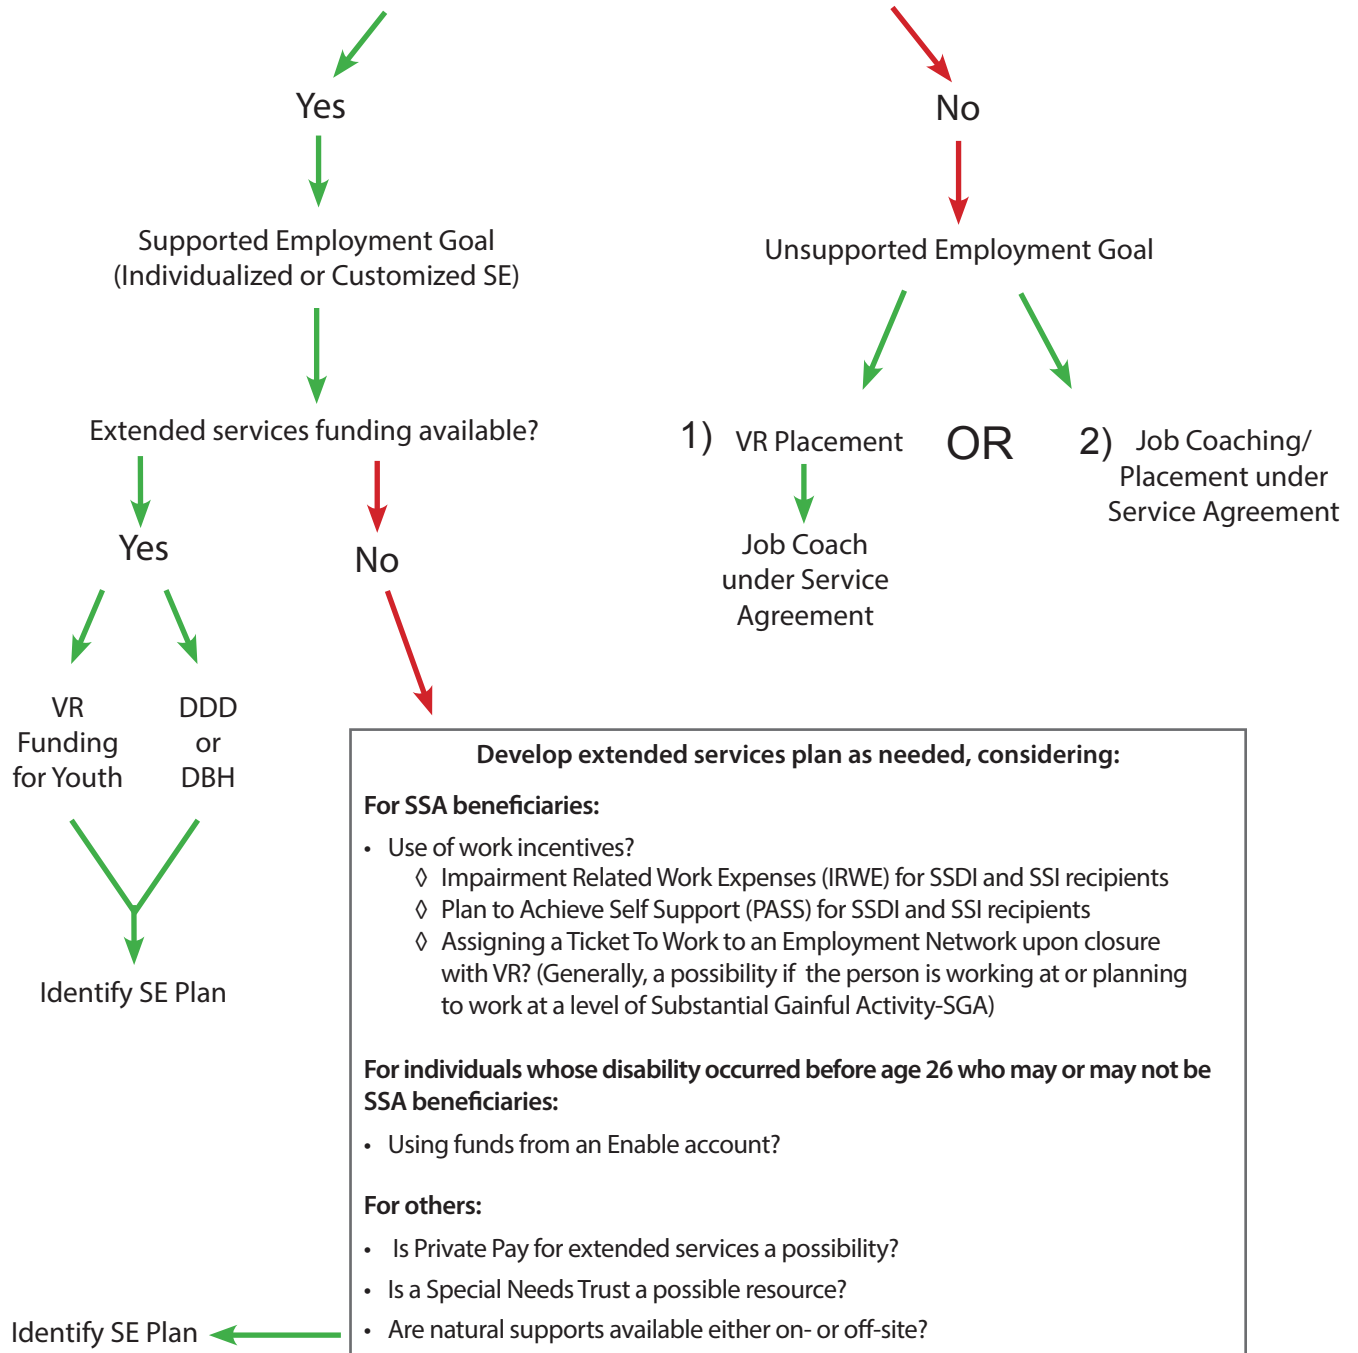 Yes
No
Supported Employment Goal
(Individualized or Customized SE)
Unsupported Employment Goal
Extended services funding available?
1) VR Placement
OR
2) Job Coaching/
Placement under
Service Agreement
Job Coach
under Service
Agreement
Yes
No
VR
Funding
for Youth
DDD
or
DBH
Identify SE Plan
Develop extended services plan as needed, considering:
For SSA beneficiaries:
• Use of work incentives?
◊ Impairment Related Work Expenses (IRWE) for SSDI and SSI recipients
◊ Plan to Achieve Self Support (PASS) for SSDI and SSI recipients
◊ Assigning a Ticket To Work to an Employment Network upon closure
with VR? (Generally, a possibility if the person is working at or planning
to work at a level of Substantial Gainful Activity-SGA)
For individuals whose disability occurred before age 26 who may or may not be
SSA beneficiaries:
• Using funds from an Enable account?
For others:
• Is Private Pay for extended services a possibility?
• Is a Special Needs Trust a possible resource?
• Are natural supports available either on- or off-site?
Identify SE Plan